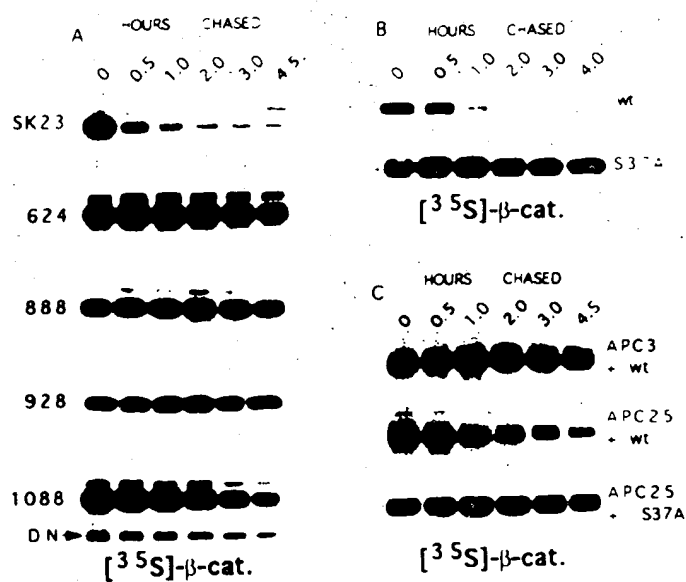 A
HOURS CHASED
0 0.5 1.0 2.0 3.0 4.5.
SK23
624
888
928
1088
DN
[³⁵S]-β-cat.
B
HOURS CHASED
0 0.5 1.0 2.0 3.0 4.0
wt
S37A
[³⁵S]-β-cat.
C
HOURS CHASED
0 0.5 1.0 2.0 3.0 4.5
APC3
+ wt
APC25
+ wt
APC25
+ S37A
[³⁵S]-β-cat.